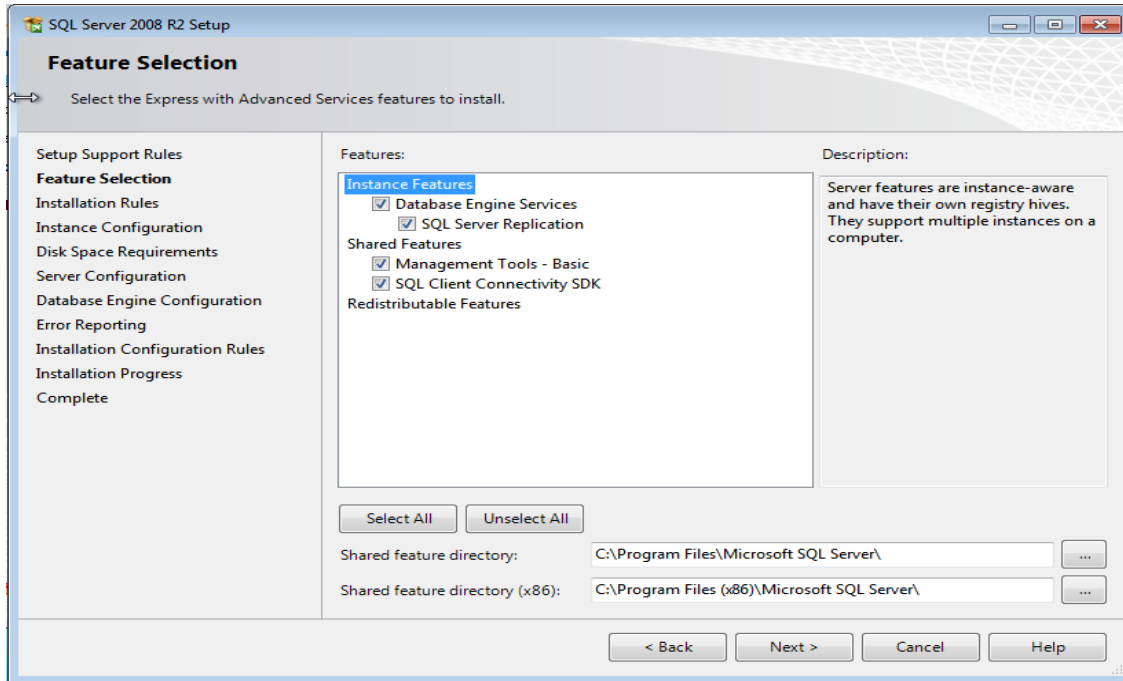 SQL Server 2008 R2 Setup
Feature Selection
Select the Express with Advanced Services features to install.
Setup Support Rules
Feature Selection
Installation Rules
Instance Configuration
Disk Space Requirements
Server Configuration
Database Engine Configuration
Error Reporting
Installation Configuration Rules
Installation Progress
Complete
Features:
Instance Features
Database Engine Services
SQL Server Replication
Shared Features
Management Tools - Basic
SQL Client Connectivity SDK
Redistributable Features
Description:
Server features are instance-aware
and have their own registry hives.
They support multiple instances on a
computer.
Select All
Unselect All
Shared feature directory:
C:\Program Files\Microsoft SQL Server\
...
Shared feature directory (x86):
C:\Program Files (x86)\Microsoft SQL Server\
...
< Back
Next >
Cancel
Help